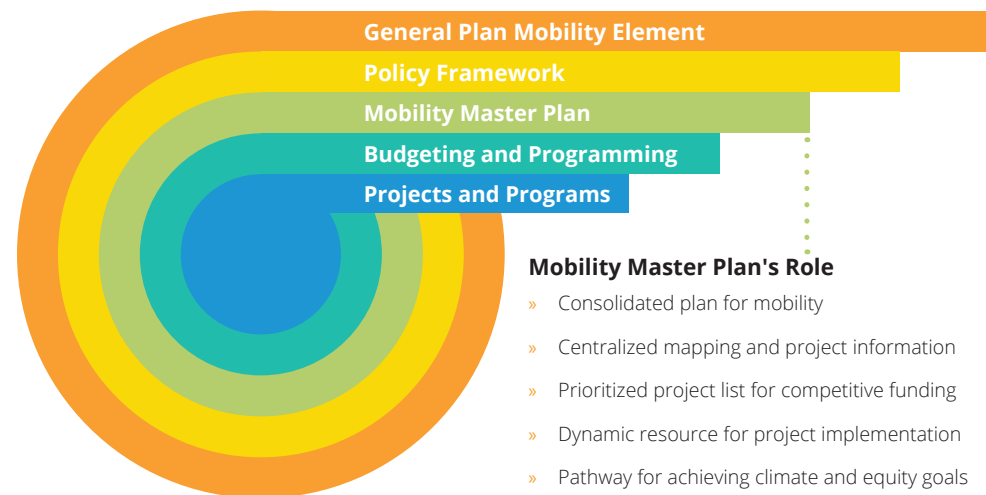 General Plan Mobility Element
Policy Framework
Mobility Master Plan
Budgeting and Programming
Projects and Programs
Mobility Master Plan's Role
» Consolidated plan for mobility
» Centralized mapping and project information
» Prioritized project list for competitive funding
» Dynamic resource for project implementation
» Pathway for achieving climate and equity goals